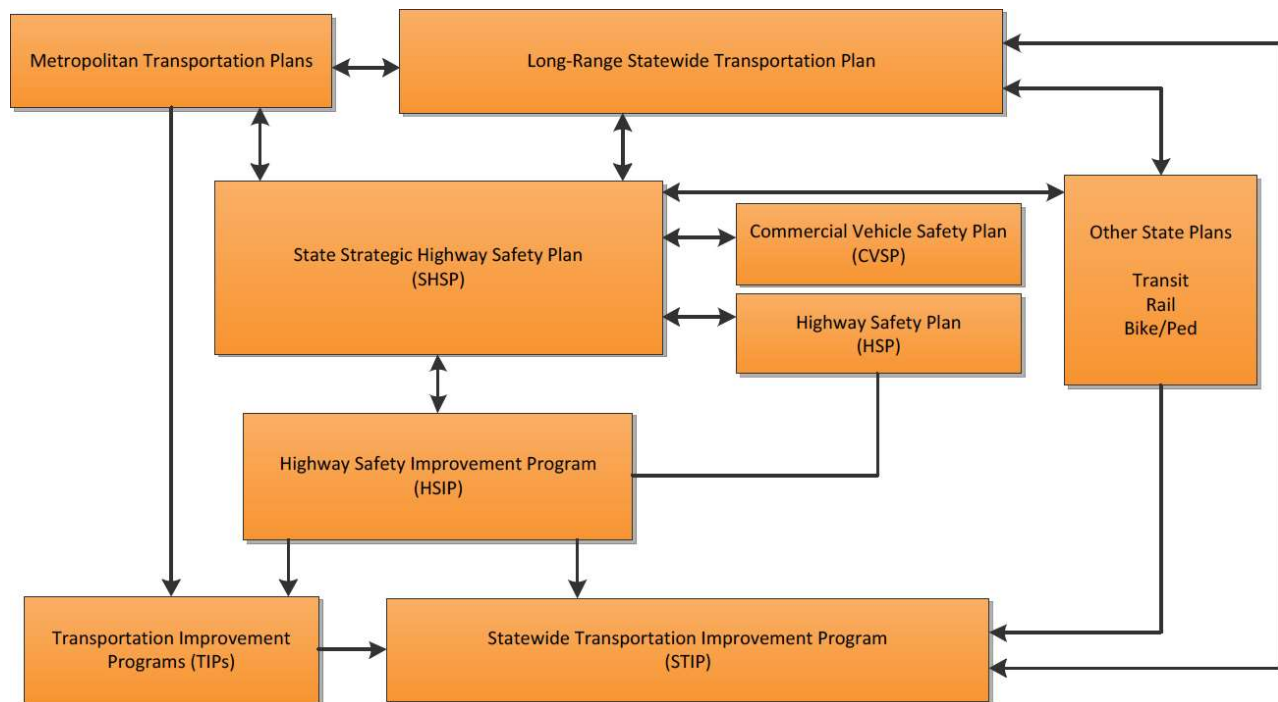 Metropolitan Transportation Plans
Long-Range Statewide Transportation Plan
State Strategic Highway Safety Plan
(SHSP)
Commercial Vehicle Safety Plan
(CVSP)
Highway Safety Plan
(HSP)
Other State Plans
Transit
Rail
Bike/Ped
Highway Safety Improvement Program
(HSIP)
Transportation Improvement
Programs (TIPs)
Statewide Transportation Improvement Program
(STIP)